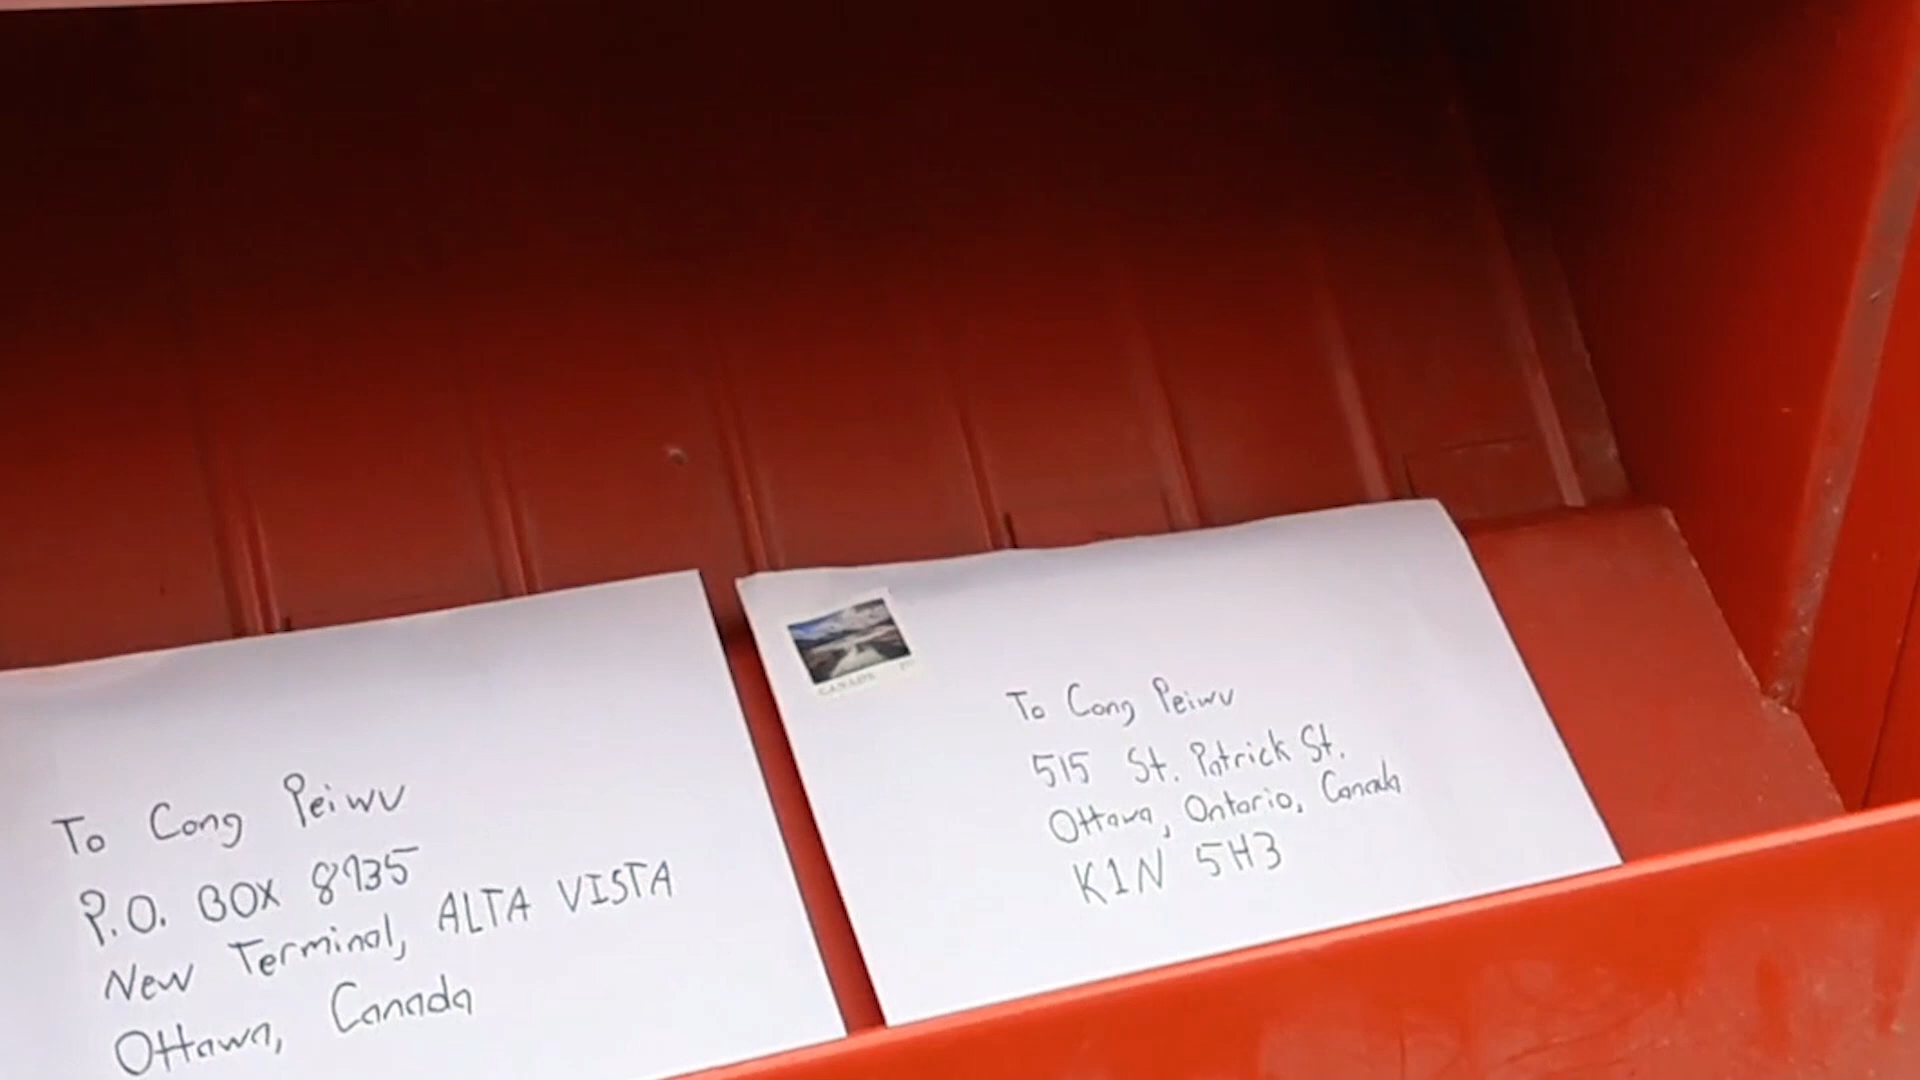 To Cong Peiwu
P.O. BOX 8935
New Terminal, ALTA VISTA
Ottawa, Canada
CANADA
To Cong Peiwu
515 St. Patrick St.
Ottawa, Ontario, Canada
K1N 5H3